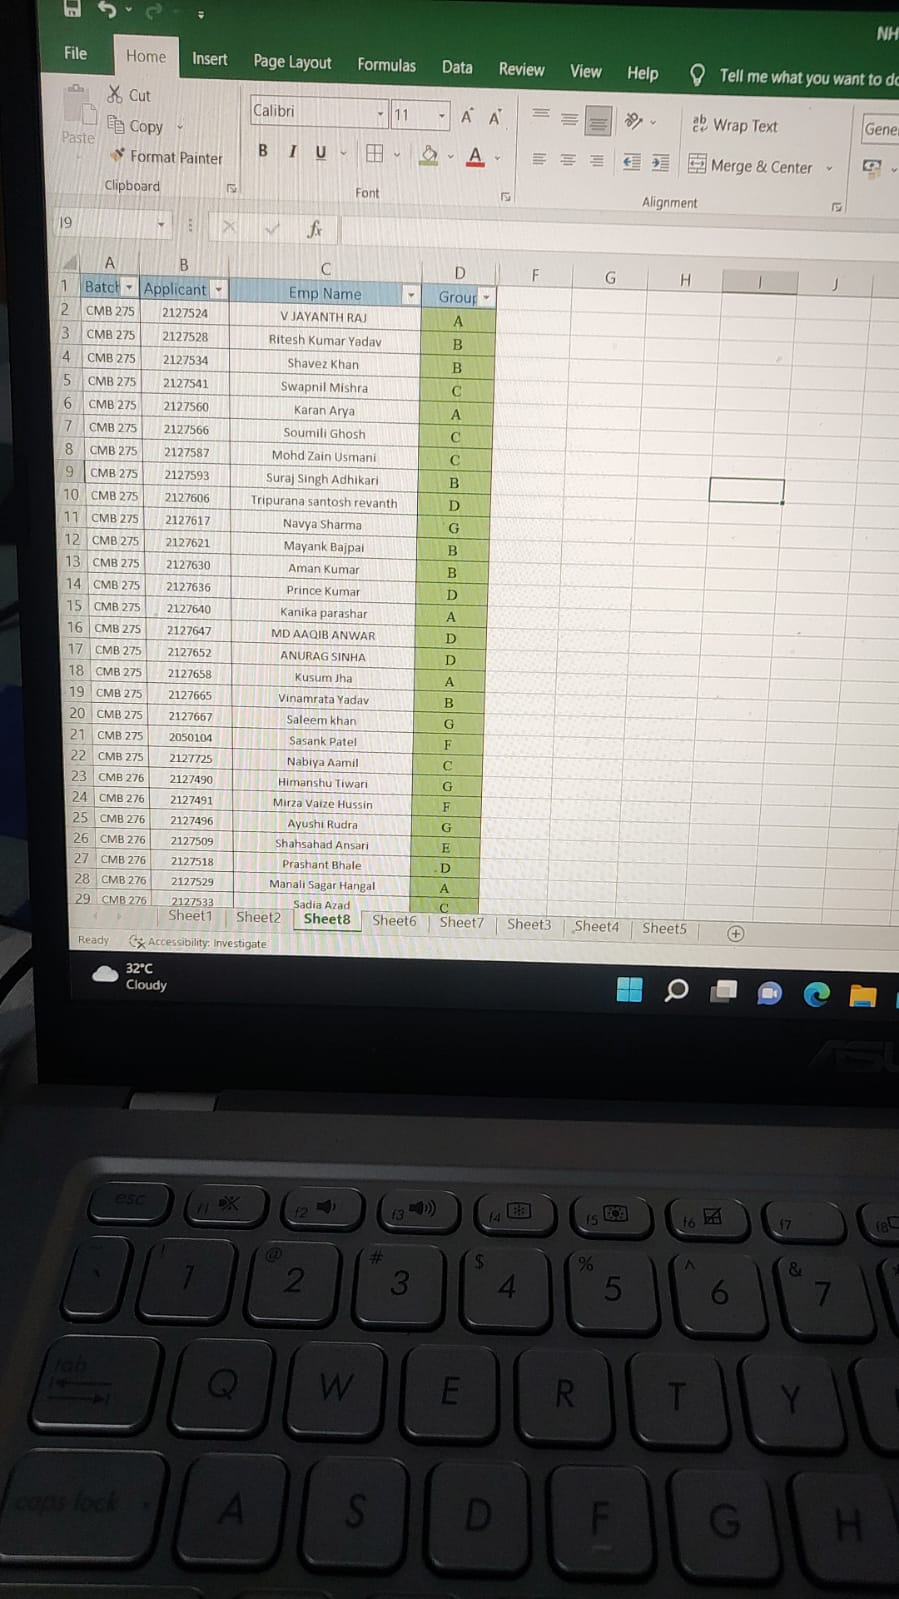 NH
File Home Insert Page Layout Formulas Data Review View Help Tell me what you want to do
Cut
Copy
Paste
Format Painter
Calibri 11 A A
B I U A
ab Wrap Text
Merge & Center
Gene
Clipboard Font Alignment
I9 fx
A B C D F G H I J
1 Batch Applicant Emp Name Group
2 CMB 275 2127524 V JAYANTH RAJ A
3 CMB 275 2127528 Ritesh Kumar Yadav B
4 CMB 275 2127534 Shavez Khan B
5 CMB 275 2127541 Swapnil Mishra C
6 CMB 275 2127560 Karan Arya A
7 CMB 275 2127566 Soumili Ghosh C
8 CMB 275 2127587 Mohd Zain Usmani C
9 CMB 275 2127593 Suraj Singh Adhikari B
10 CMB 275 2127606 Tripurana santosh revanth D
11 CMB 275 2127617 Navya Sharma G
12 CMB 275 2127621 Mayank Bajpai B
13 CMB 275 2127630 Aman Kumar B
14 CMB 275 2127636 Prince Kumar D
15 CMB 275 2127640 Kanika parashar A
16 CMB 275 2127647 MD AAQIB ANWAR D
17 CMB 275 2127652 ANURAG SINHA D
18 CMB 275 2127658 Kusum Jha A
19 CMB 275 2127665 Vinamrata Yadav B
20 CMB 275 2127667 Saleem khan G
21 CMB 275 2050104 Sasank Patel F
22 CMB 275 2127725 Nabiya Aamil C
23 CMB 276 2127490 Himanshu Tiwari G
24 CMB 276 2127491 Mirza Vaize Hussin F
25 CMB 276 2127496 Ayushi Rudra G
26 CMB 276 2127509 Shahsahad Ansari E
27 CMB 276 2127518 Prashant Bhale D
28 CMB 276 2127529 Manali Sagar Hangal A
29 CMB 276 2127533 Sadia Azad C
Sheet1 Sheet2 Sheet8 Sheet6 Sheet7 Sheet3 Sheet4 Sheet5
Ready Accessibility: Investigate
32°C
Cloudy
ASU
esc f1 f2 f3 f4 f5 f6 f7 f8
! @ # $ % ^ &
1 2 3 4 5 6 7
tab Q W E R T Y
caps lock A S D F G H